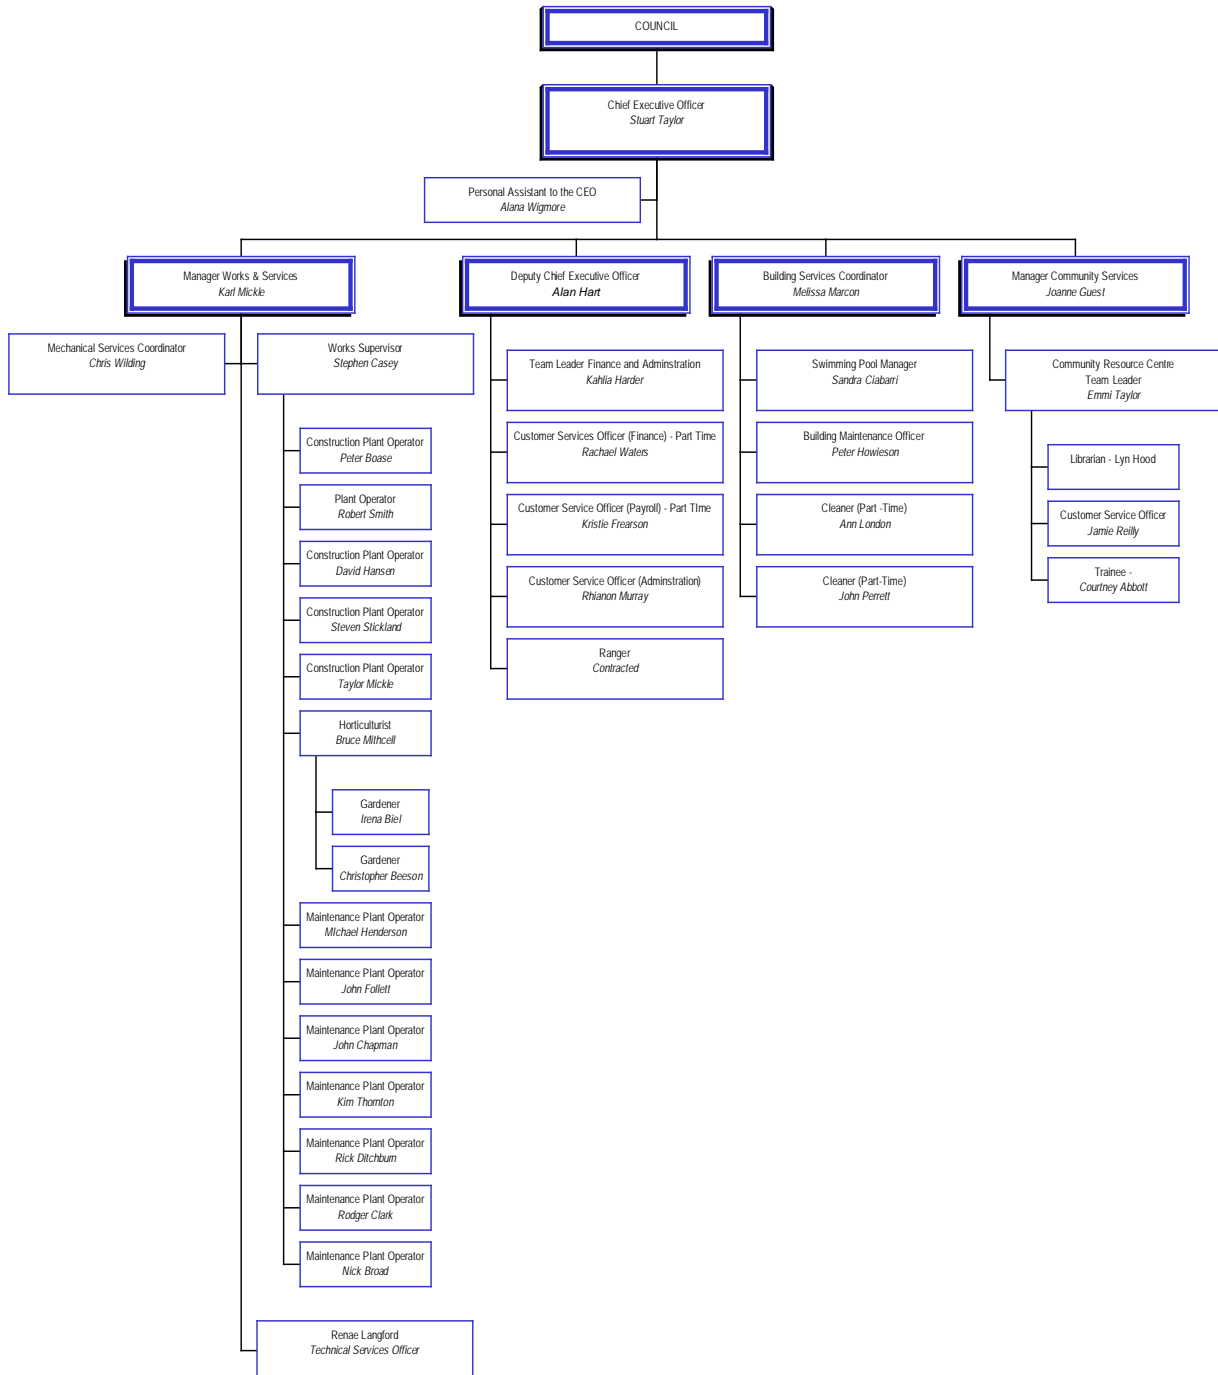 COUNCIL
Chief Executive Officer
Stuart Taylor
Personal Assistant to the CEO
Alana Wigmore
Manager Works & Services
Karl Mickle
Deputy Chief Executive Officer
Alan Hart
Building Services Coordinator
Melissa Marcon
Manager Community Services
Joanne Guest
Mechanical Services Coordinator
Chris Wilding
Works Supervisor
Stephen Casey
Construction Plant Operator
Peter Boase
Plant Operator
Robert Smith
Construction Plant Operator
David Hansen
Construction Plant Operator
Steven Stickland
Construction Plant Operator
Taylor Mickle
Horticulturist
Bruce Mithcell
Gardener
Irena Biel
Gardener
Christopher Beeson
Maintenance Plant Operator
MIchael Henderson
Maintenance Plant Operator
John Follett
Maintenance Plant Operator
John Chapman
Maintenance Plant Operator
Kim Thornton
Maintenance Plant Operator
Rick Ditchburn
Maintenance Plant Operator
Rodger Clark
Maintenance Plant Operator
Nick Broad
Renae Langford
Technical Services Officer
Team Leader Finance and Adminstration
Kahlia Harder
Customer Services Officer (Finance) - Part Time
Rachael Waters
Customer Service Officer (Payroll) - Part TIme
Kristie Frearson
Customer Service Officer (Adminstration)
Rhianon Murray
Ranger
Contracted
Swimming Pool Manager
Sandra Ciabarri
Building Maintenance Officer
Peter Howieson
Cleaner (Part -Time)
Ann London
Cleaner (Part-Time)
John Perrett
Community Resource Centre
Team Leader
Emmi Taylor
Librarian - Lyn Hood
Customer Service Officer
Jamie Reilly
Trainee -
Courtney Abbott